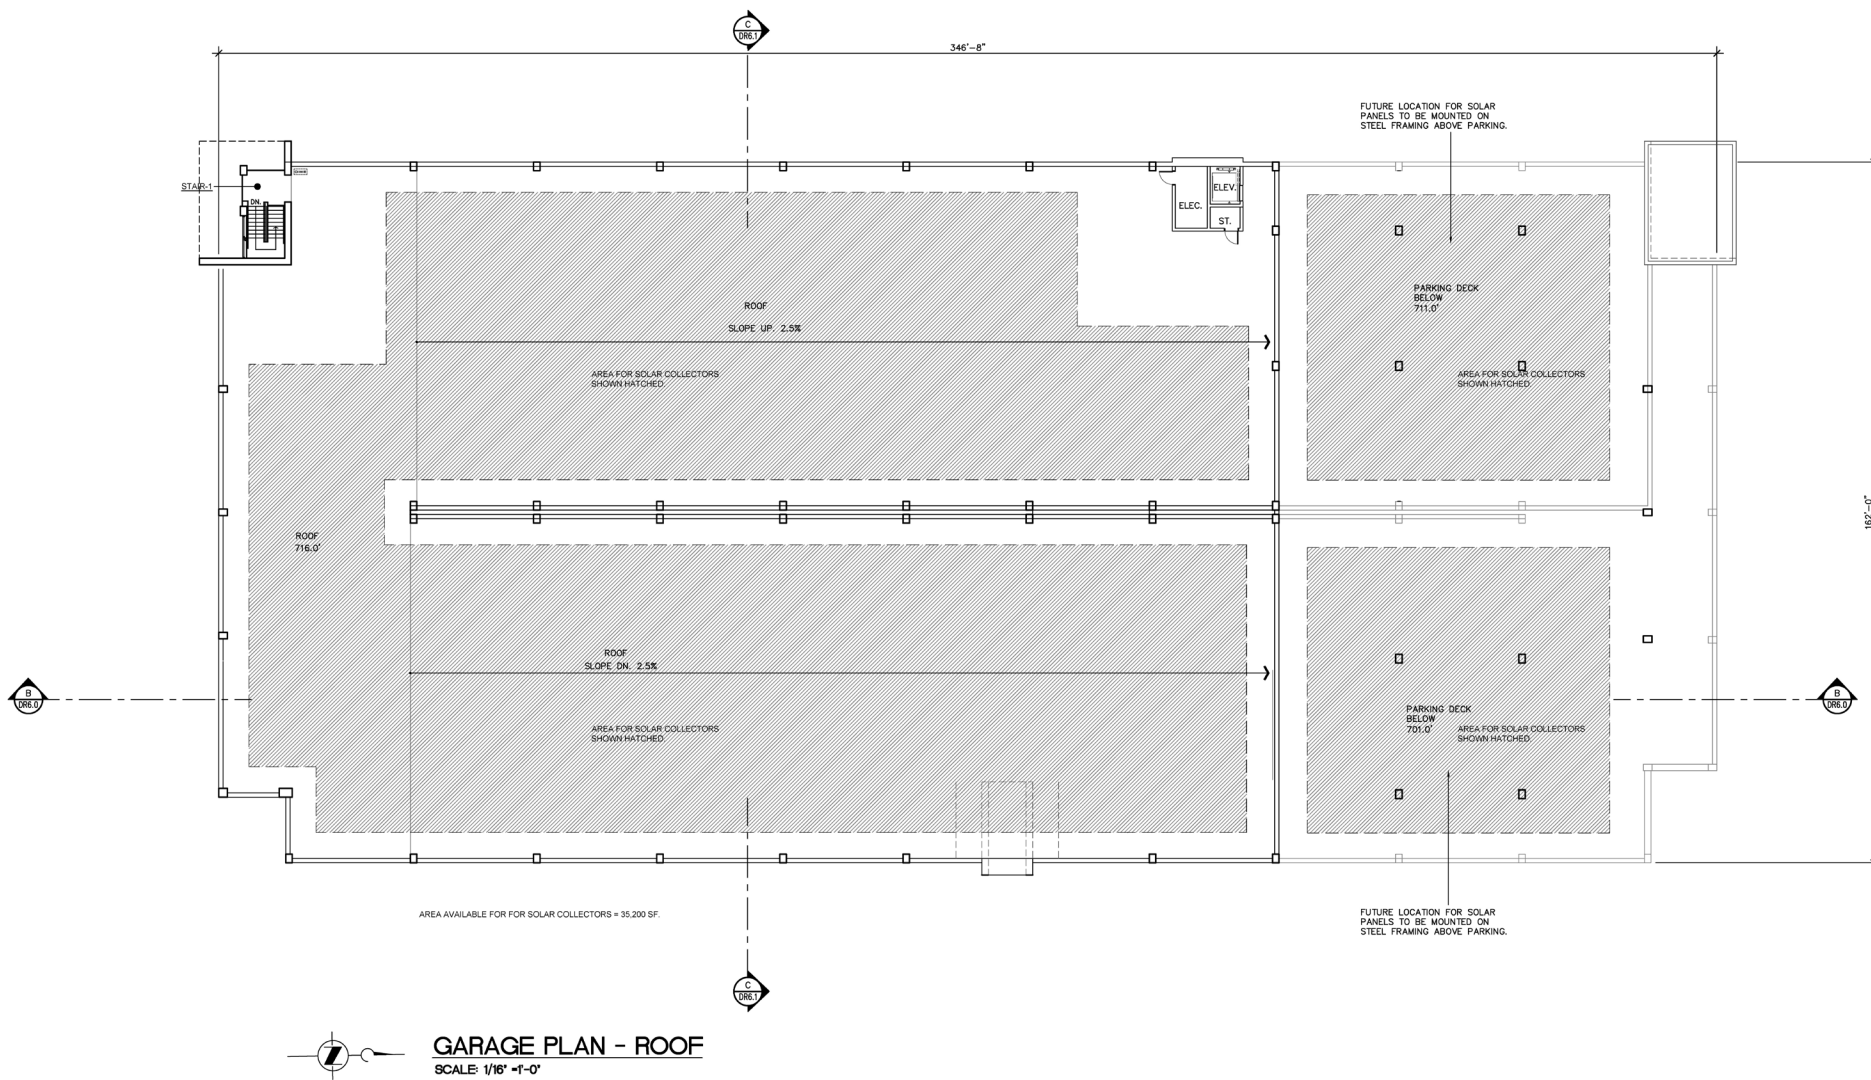 C
DR6.1
346'-8"
FUTURE LOCATION FOR SOLAR
PANELS TO BE MOUNTED ON
STEEL FRAMING ABOVE PARKING.
STAIR-1
DN.
ELEC.
ELEV.
ST.
ROOF
SLOPE UP. 2.5%
AREA FOR SOLAR COLLECTORS
SHOWN HATCHED.
PARKING DECK
BELOW
711.0'
AREA FOR SOLAR COLLECTORS
SHOWN HATCHED.
162'-0"
ROOF
716.0'
ROOF
SLOPE DN. 2.5%
AREA FOR SOLAR COLLECTORS
SHOWN HATCHED.
B
DR6.0
PARKING DECK
BELOW
701.0'
AREA FOR SOLAR COLLECTORS
SHOWN HATCHED.
B
DR6.0
AREA AVAILABLE FOR FOR SOLAR COLLECTORS = 35,200 SF.
FUTURE LOCATION FOR SOLAR
PANELS TO BE MOUNTED ON
STEEL FRAMING ABOVE PARKING.
C
DR6.1
Z
GARAGE PLAN - ROOF
SCALE: 1/16" =1'-0"